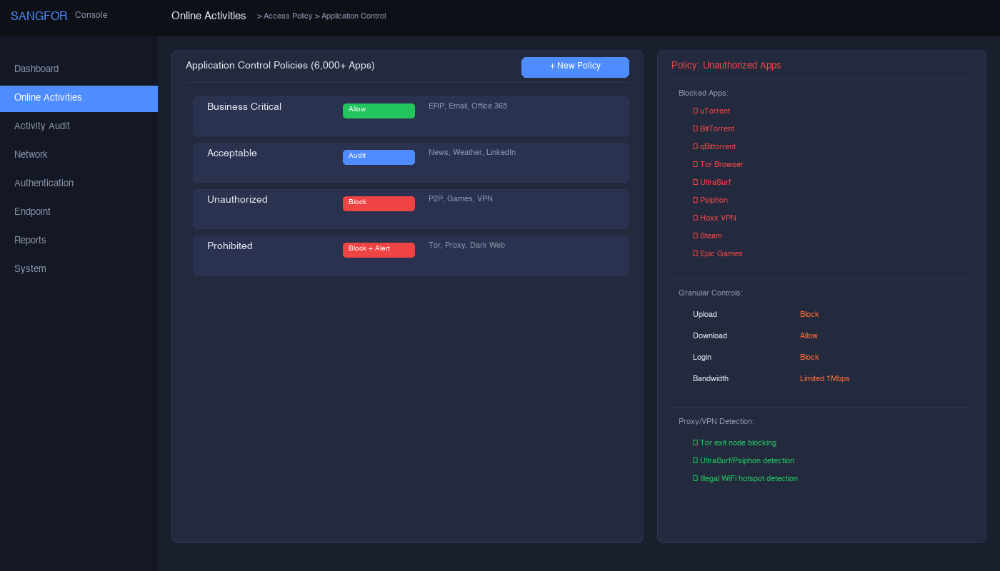 SANGFOR Console
Online Activities > Access Policy > Application Control
Dashboard
Online Activities
Activity Audit
Network
Authentication
Endpoint
Reports
System
Application Control Policies (6,000+ Apps)
+ New Policy
Business Critical Allow ERP, Email, Office 365
Acceptable Audit News, Weather, LinkedIn
Unauthorized Block P2P, Games, VPN
Prohibited Block + Alert Tor, Proxy, Dark Web
Policy: Unauthorized Apps
Blocked Apps:
uTorrent
BitTorrent
qBittorrent
Tor Browser
UltraSurf
Psiphon
Hoxx VPN
Steam
Epic Games
Granular Controls:
Upload Block
Download Allow
Login Block
Bandwidth Limited 1Mbps
Proxy/VPN Detection:
Tor exit node blocking
UltraSurf/Psiphon detection
Illegal WiFi hotspot detection